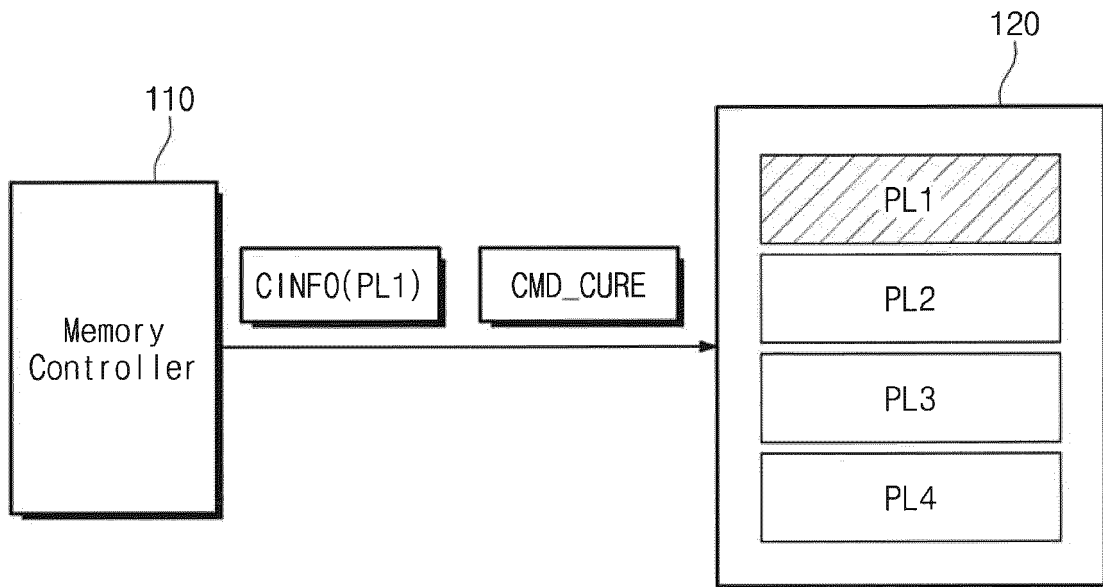 120
110
PL1
CINFO(PL1)
CMD_CURE
PL2
Memory
Controller
PL3
PL4